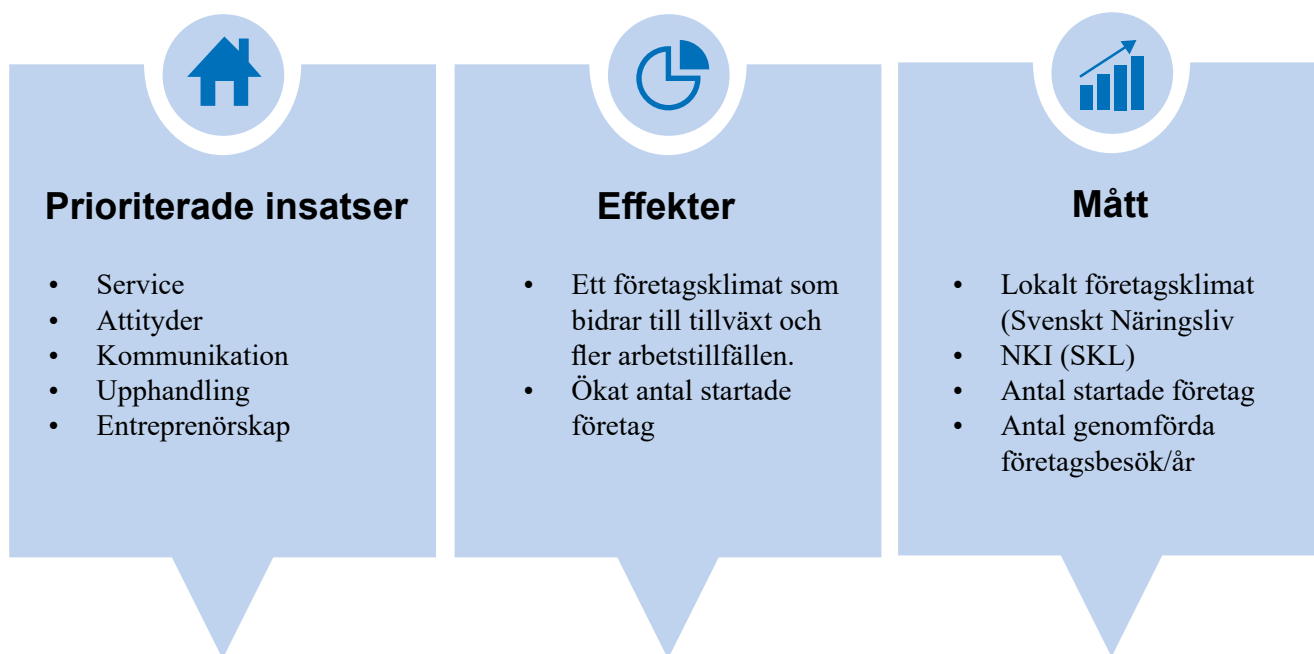 Prioriterade insatser
• Service
• Attityder
• Kommunikation
• Upphandling
• Entreprenörskap
Effekter
• Ett företagsklimat som
bidrar till tillväxt och
fler arbetstillfällen.
• Ökat antal startade
företag
Mått
• Lokalt företagsklimat
(Svenskt Näringsliv
• NKI (SKL)
• Antal startade företag
• Antal genomförda
företagsbesök/år